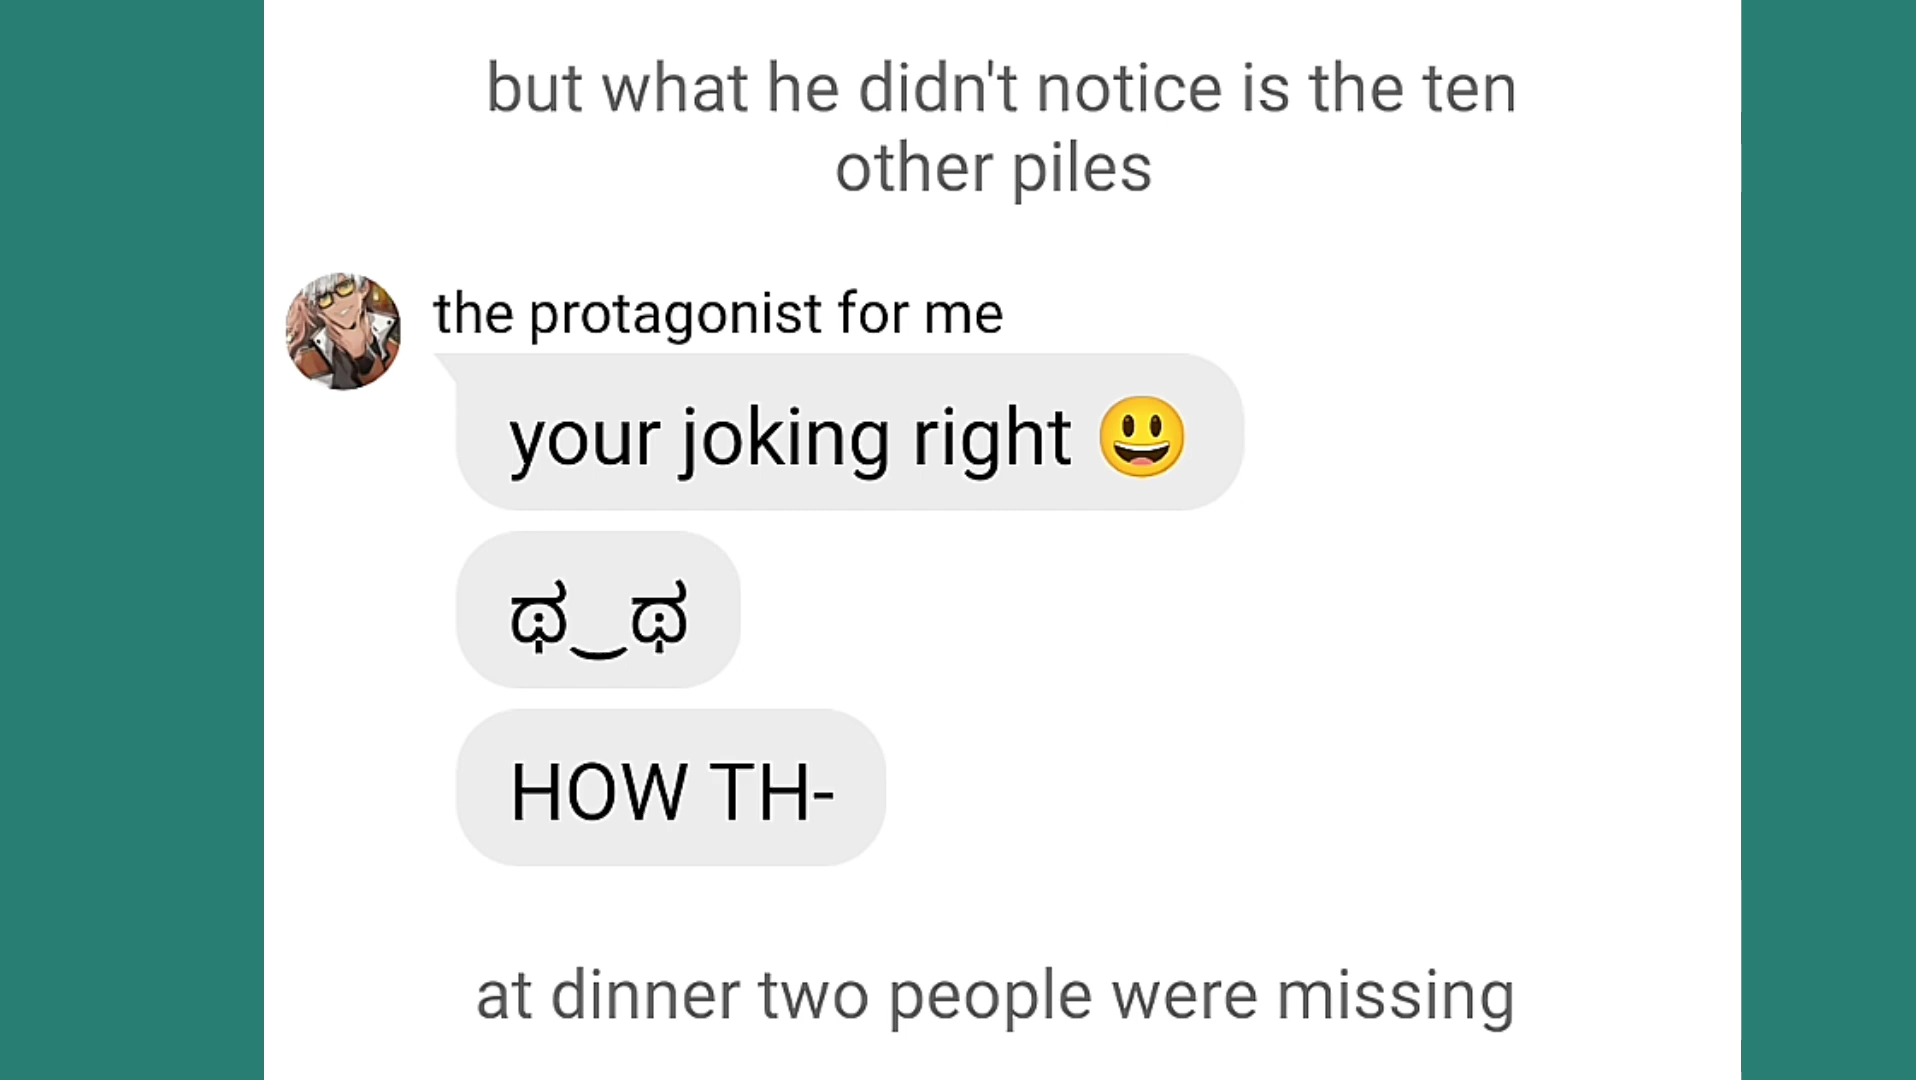 but what he didn't notice is the ten
other piles
the protagonist for me
your joking right 😃
ಥ‿ಥ
HOW TH-
at dinner two people were missing